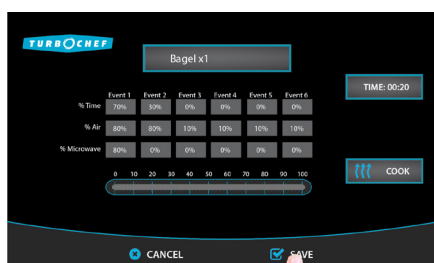 TURBOCHEF
Bagel x1
TIME: 00:20
Event 1 Event 2 Event 3 Event 4 Event 5 Event 6
% Time 70% 30% 0% 0% 0% 0%
% Air 80% 80% 10% 10% 10% 10%
% Microwave 80% 0% 0% 0% 0% 0%
0 10 20 30 40 50 60 70 80 90 100
COOK
CANCEL
SAVE